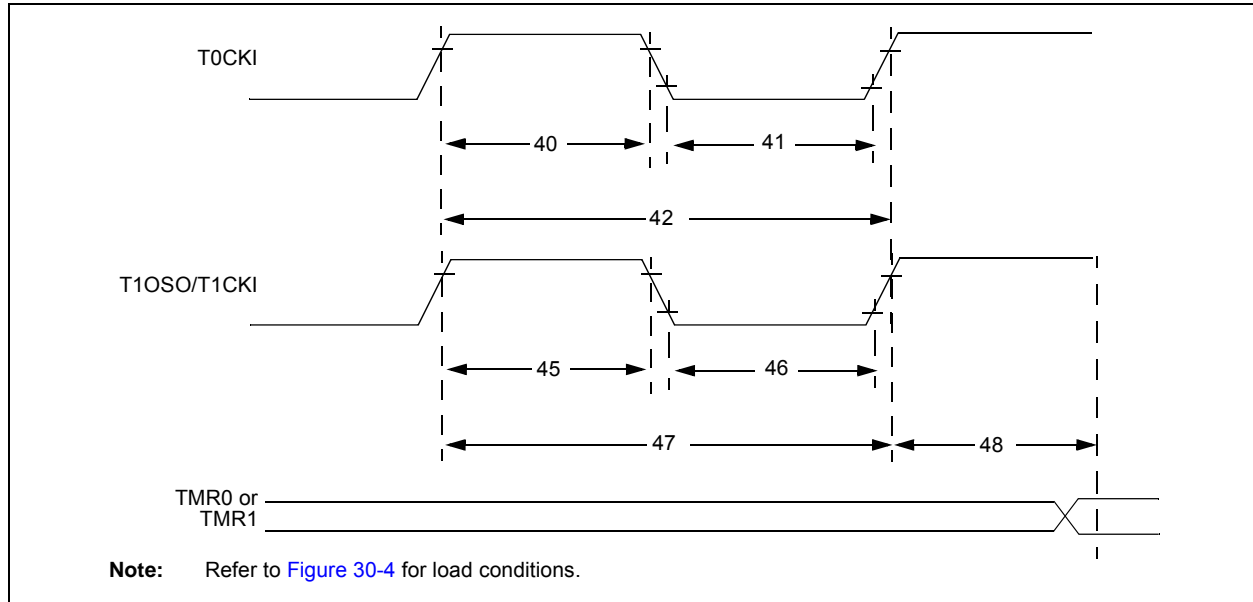 T0CKI
40
41
42
T1OSO/T1CKI
45
46
47
48
TMR0 or
TMR1
Note: Refer to Figure 30-4 for load conditions.